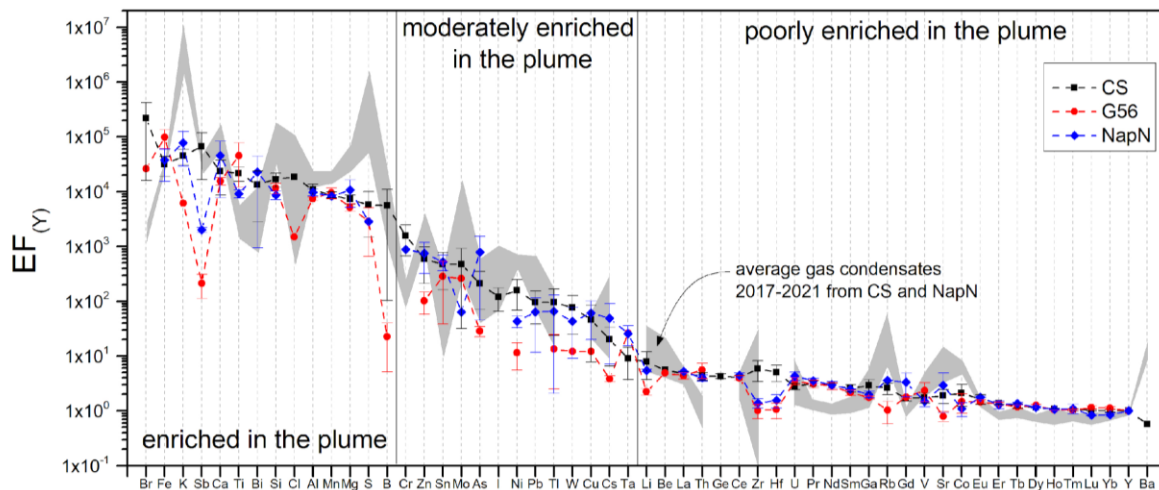 moderately enriched
in the plume
poorly enriched in the plume
enriched in the plume
CS
G56
NapN
average gas condensates
2017-2021 from CS and NapN
EF(Y)
1x10^7
1x10^6
1x10^5
1x10^4
1x10^3
1x10^2
1x10^1
1x10^0
1x10^-1
Br Fe K Sb Ca Ti Bi Si Cl Al Mn Mg S B Cr Zn Sn Mo As I Ni Pb Tl W Cu Cs Ta Li Be La Th Ge Ce Zr Hf U Pr Nd Sm Ga Rb Gd V Sr Co Eu Er Tb Dy Ho Tm Lu Yb Y Ba